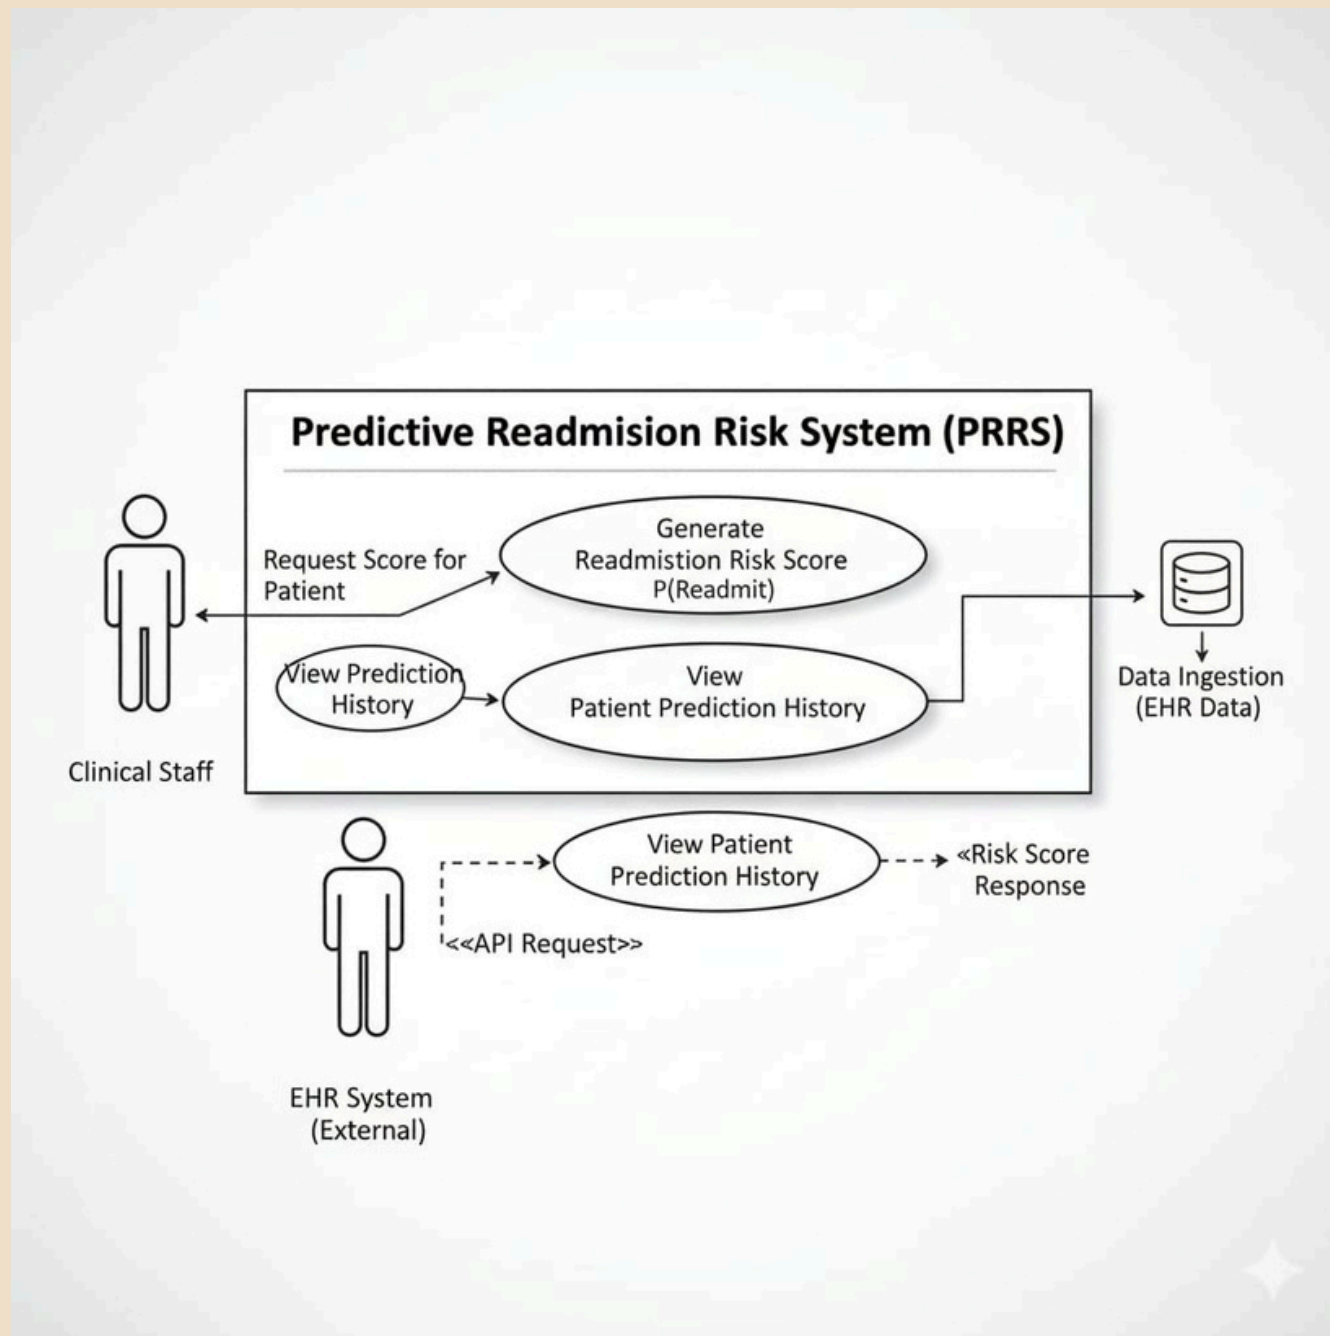 Predictive Readmision Risk System (PRRS)
Request Score for
Patient
Generate
Readmistion Risk Score
P(Readmit)
View Prediction
History
View
Patient Prediction History
Data Ingestion
(EHR Data)
Clinical Staff
View Patient
Prediction History
«Risk Score
Response
<<API Request>>
EHR System
(External)